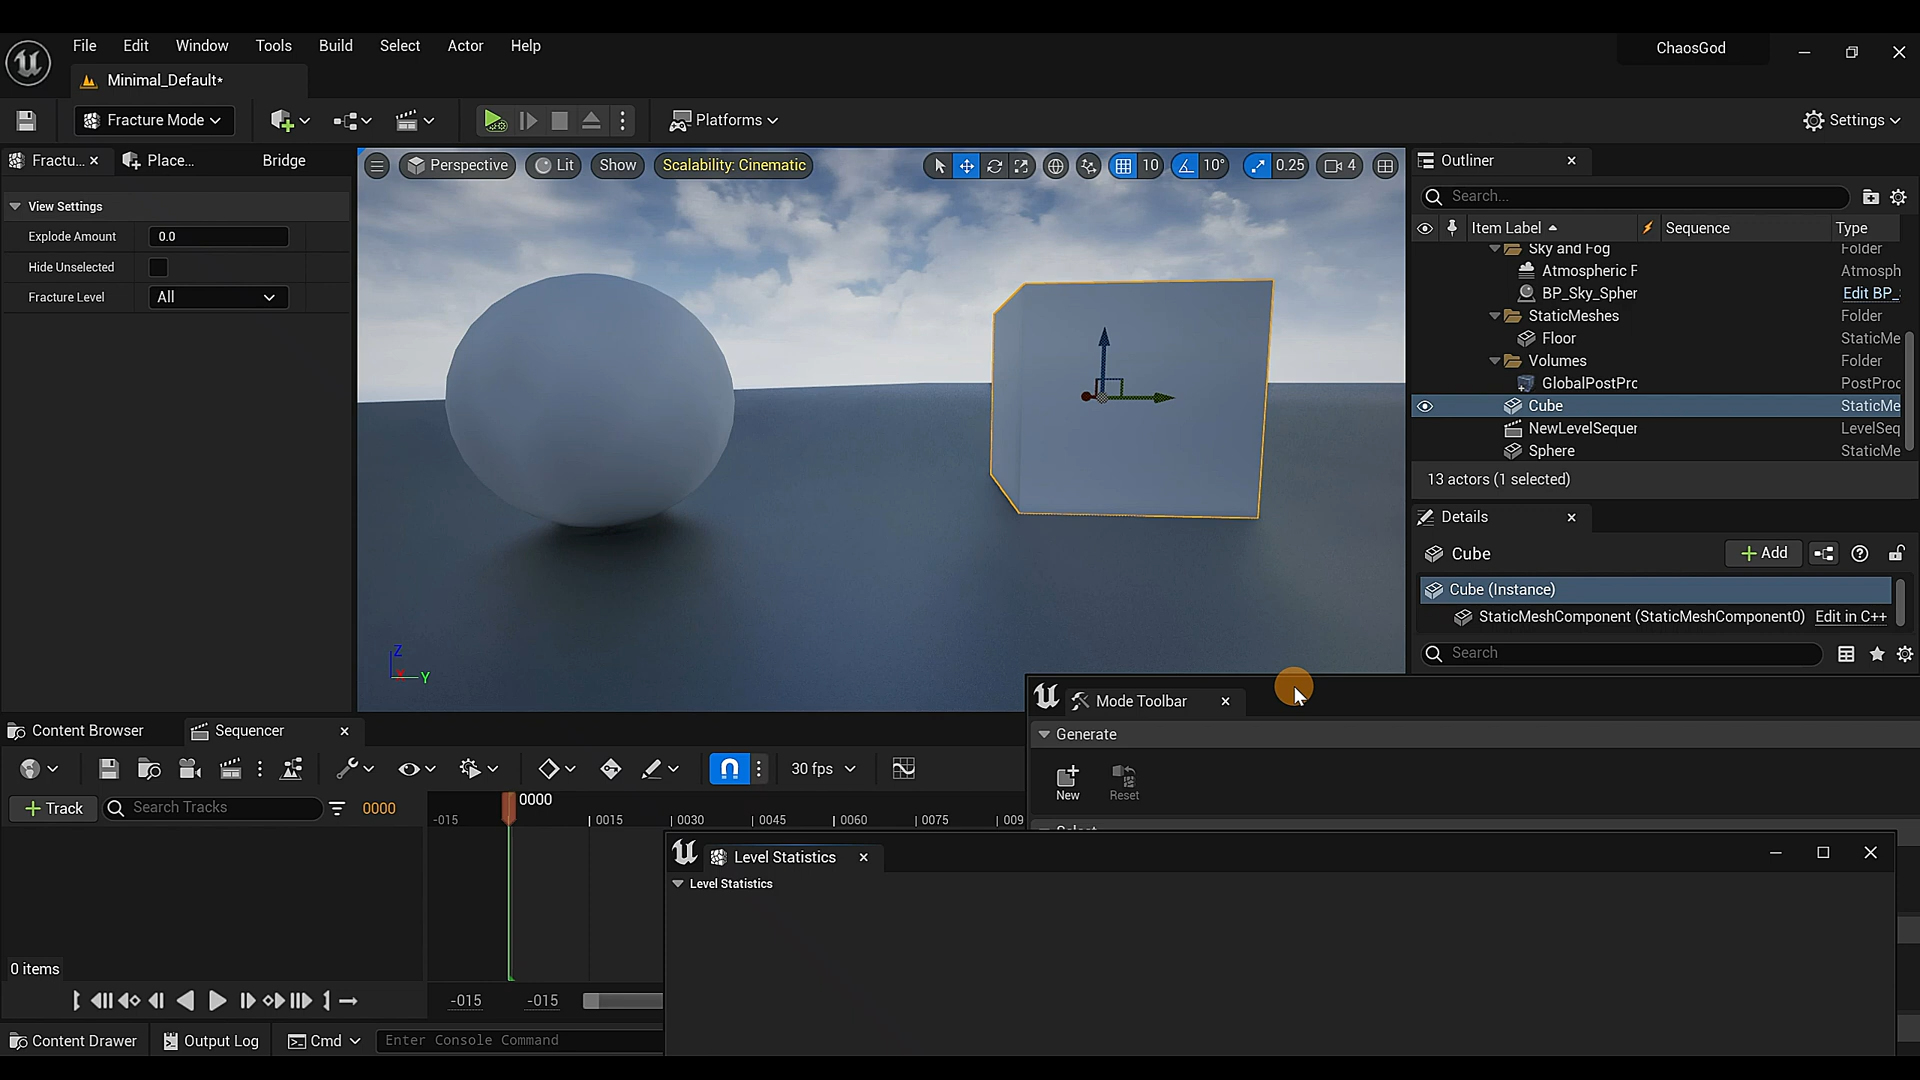 File Edit Window Tools Build Select Actor Help
ChaosGod
Minimal_Default*
Fracture Mode
Platforms
Settings
Fractu...
Place...
Bridge
Perspective
Lit
Show
Scalability: Cinematic
10
10°
0.25
4
View Settings
Explode Amount 0.0
Hide Unselected
Fracture Level All
Z
Y
Outliner
Search...
Item Label Sequence Type
Sky and Fog Folder
Atmospheric F Atmosph
BP_Sky_Spher Edit BP_
StaticMeshes Folder
Floor StaticMe
Volumes Folder
GlobalPostPrc PostProc
Cube StaticMe
NewLevelSequer LevelSeq
Sphere StaticMe
13 actors (1 selected)
Details
Cube
Add
Cube (Instance)
StaticMeshComponent (StaticMeshComponent0) Edit in C++
Search
Content Browser
Sequencer
30 fps
Track
Search Tracks
0000
0000
-015 0015 0030 0045 0060 0075 009
0 items
-015 -015
Mode Toolbar
Generate
New
Reset
Level Statistics
Level Statistics
Content Drawer
Output Log
Cmd
Enter Console Command